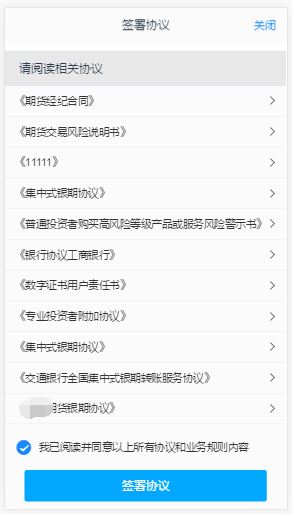 签署协议 关闭
请阅读相关协议
《期货经纪合同》
《期货交易风险说明书》
《11111》
《集中式银期协议》
《普通投资者购买高风险等级产品或服务风险警示书》
《银行协议工商银行》
《数字证书用户责任书》
《专业投资者附加协议》
《集中式银期协议》
《交通银行全国集中式银期转账服务协议》
期货银期协议》
我已阅读并同意以上所有协议和业务规则内容
签署协议